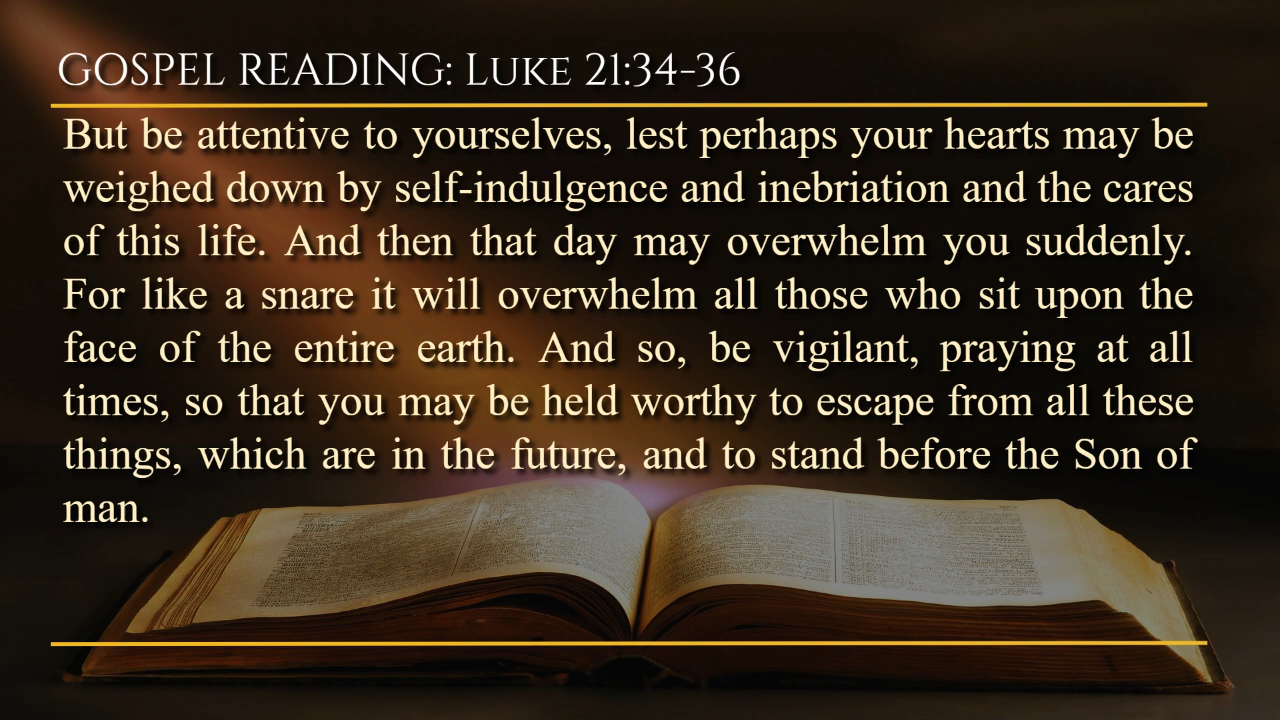 GOSPEL READING: LUKE 21:34-36
But be attentive to yourselves, lest perhaps your hearts may be
weighed down by self-indulgence and inebriation and the cares
of this life. And then that day may overwhelm you suddenly.
For like a snare it will overwhelm all those who sit upon the
face of the entire earth. And so, be vigilant, praying at all
times, so that you may be held worthy to escape from all these
things, which are in the future, and to stand before the Son of
man.